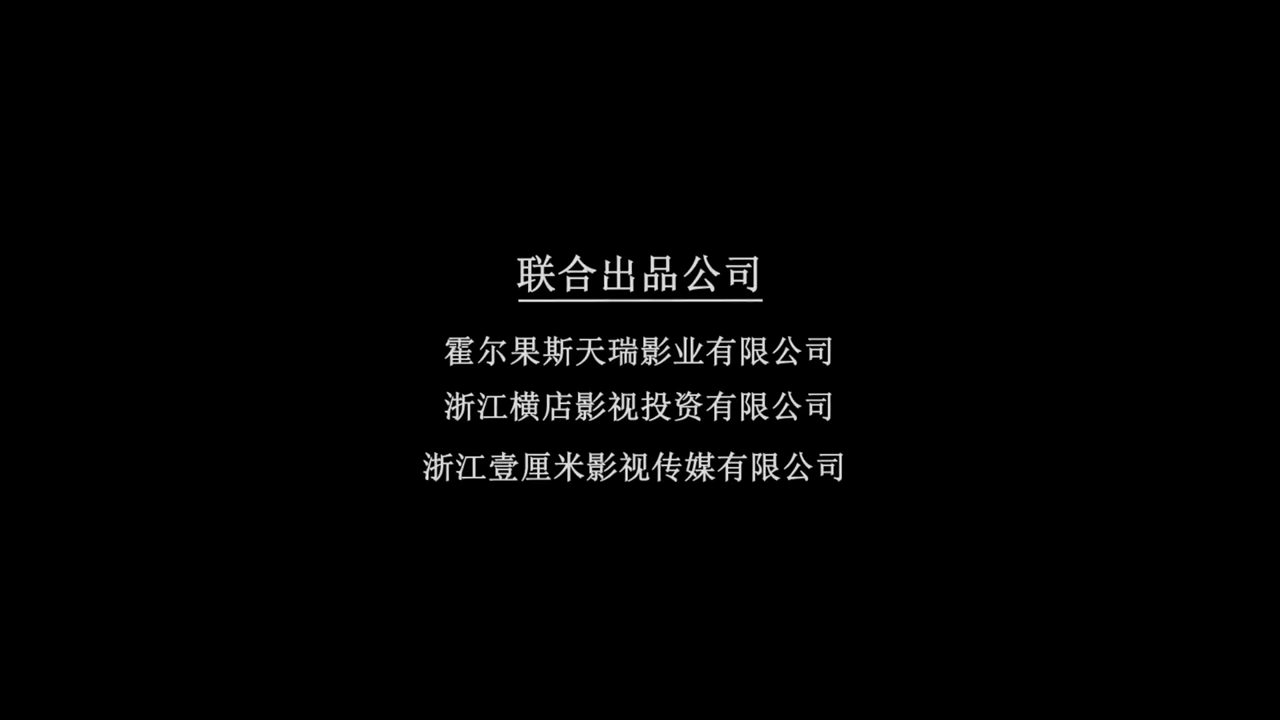 联合出品公司
霍尔果斯天瑞影业有限公司
浙江横店影视投资有限公司
浙江壹厘米影视传媒有限公司